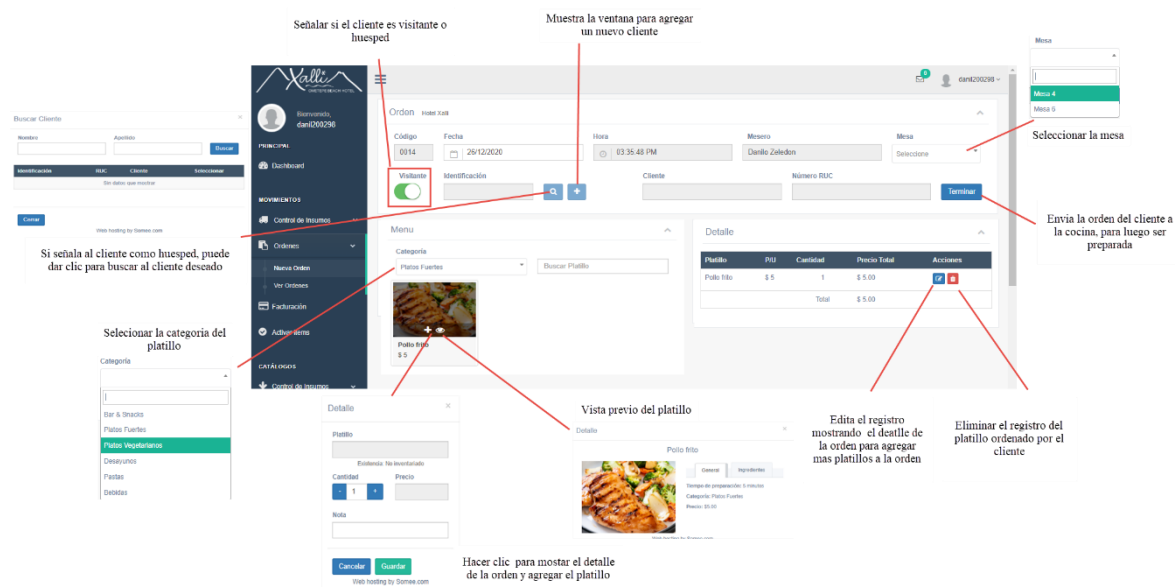 Señalar si el cliente es visitante o
huesped
Muestra la ventana para agregar
un nuevo cliente
Mesa
Mesa 4
Mesa 5
Seleccionar la mesa
Xalli
danil200298
Bienvenido,
danil200298
PRINCIPAL
Dashboard
MOVIMIENTOS
Control de Insumos
Ordenes
Nueva Orden
Ver Ordenes
Facturación
Activar items
CATÁLOGOS
Control de Insumos
Orden Hotel Xalli
Código
Fecha
Hora
Mesero
Mesa
0014
26/12/2020
03:35:48 PM
Danilo Zeledon
Seleccione
Visitante
Identificación
Cliente
Número RUC
Terminar
Menu
Categoría
Platos Fuertes
Buscar Platillo
Pollo frito
$ 5
Detalle
Platillo P/U Cantidad Precio Total Acciones
Pollo frito $ 5 1 $ 5.00
Total $ 5.00
Envia la orden del cliente a
la cocina, para luego ser
preparada
Buscar Cliente
Nombre
Apellido
Buscar
Identificación RUC Cliente Seleccionar
Sin datos que mostrar
Cerrar
Web hosting by Somee.com
Si señala al cliente como huesped, puede
dar clic para buscar al cliente deseado
Selecionar la categoria del
platillo
Categoría
Bar & Snacks
Platos Fuertes
Platos Vegetarianos
Desayunos
Pastas
Bebidas
Detalle
Platillo
Existencia: No inventariado
Cantidad
Precio
- 1 +
Nota
Cancelar
Guardar
Web hosting by Somee.com
Hacer clic para mostar el detalle
de la orden y agregar el platillo
Vista previo del platillo
Detalle
Pollo frito
General
Ingredientes
Tiempo de preparación: 5 minutos
Categoría: Platos Fuertes
Precio: $5.00
Web hosting by Somee.com
Edita el registro
mostrando el deatlle de
la orden para agregar
mas platillos a la orden
Eliminar el registro del
platillo ordenado por el
cliente